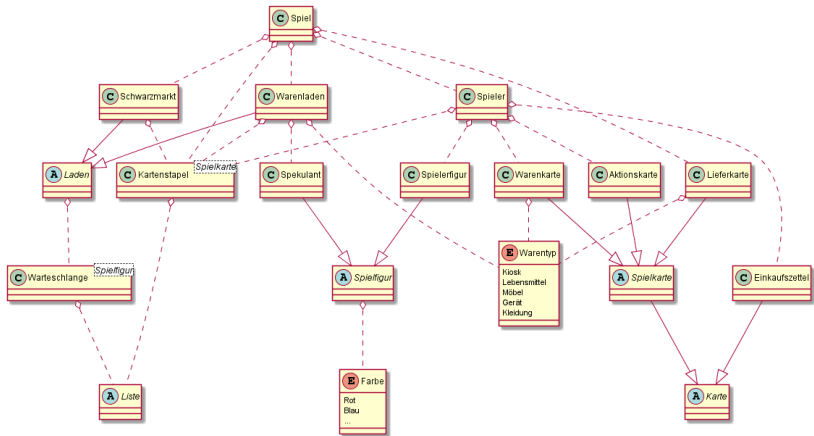 C Spiel
C Schwarzmarkt
C Warenladen
C Spieler
A Laden
C Kartenstapel
Spielkarte
C Spekulant
C Spielerfigur
C Warenkarte
C Aktionskarte
C Lieferkarte
C Warteschlange
Spielfigur
A Spielfigur
E Warentyp
Kiosk
Lebensmittel
Möbel
Gerät
Kleidung
A Spielkarte
C Einkaufszettel
A Liste
E Farbe
Rot
Blau
...
A Karte